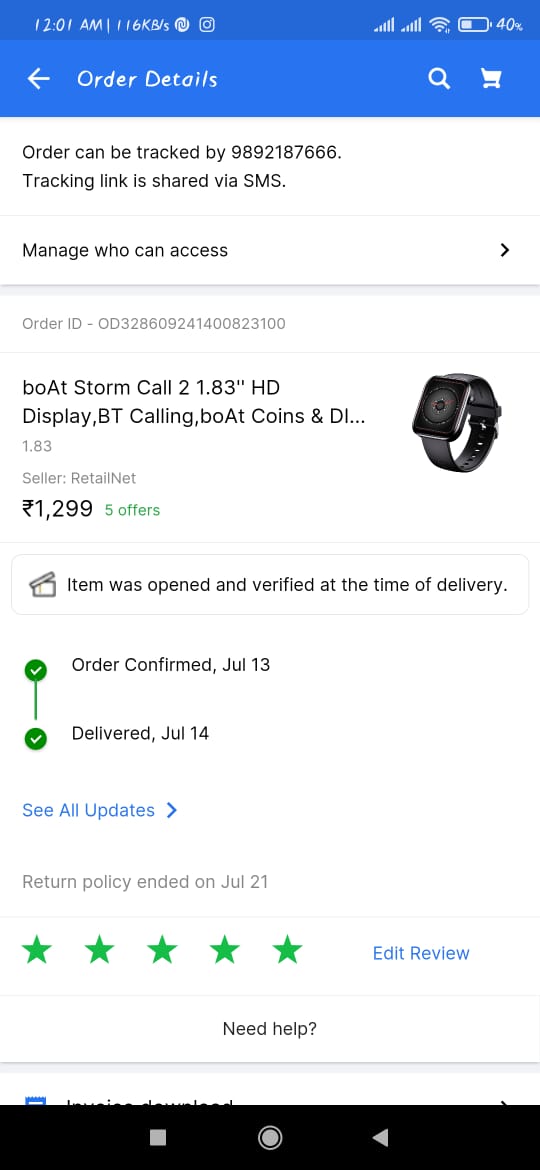 12:01 AM | 116KB/s
40%
Order Details
Order can be tracked by 9892187666.
Tracking link is shared via SMS.
Manage who can access
Order ID - OD328609241400823100
boAt Storm Call 2 1.83'' HD
Display,BT Calling,boAt Coins & DI...
1.83
Seller: RetailNet
₹1,299 5 offers
Item was opened and verified at the time of delivery.
Order Confirmed, Jul 13
Delivered, Jul 14
See All Updates
Return policy ended on Jul 21
Edit Review
Need help?
Invoice download